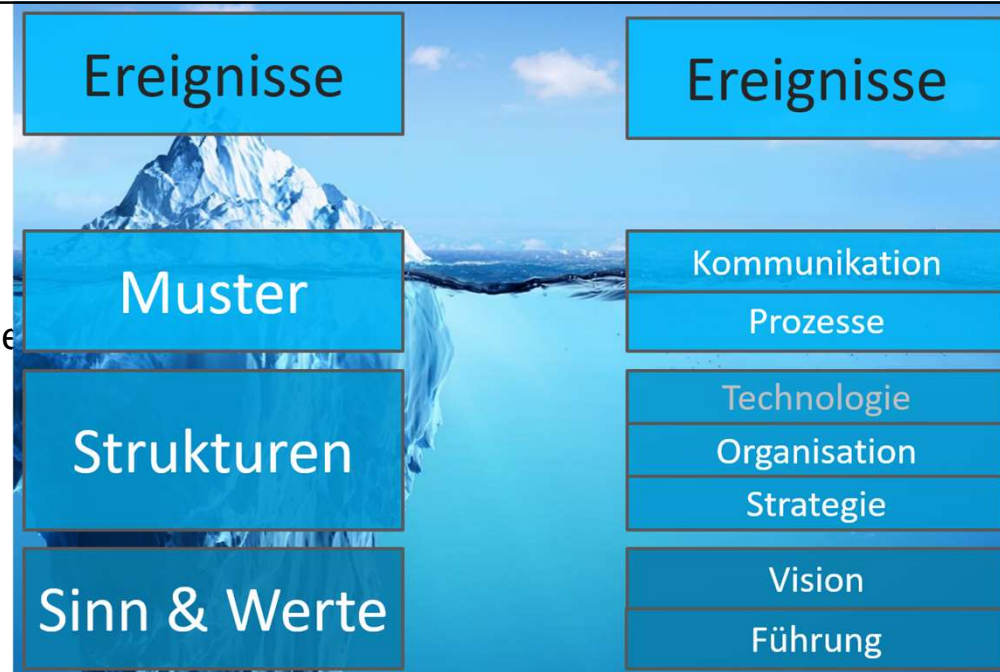 Ereignisse
Muster
Strukturen
Sinn & Werte
Ereignisse
Kommunikation
Prozesse
Technologie
Organisation
Strategie
Vision
Führung